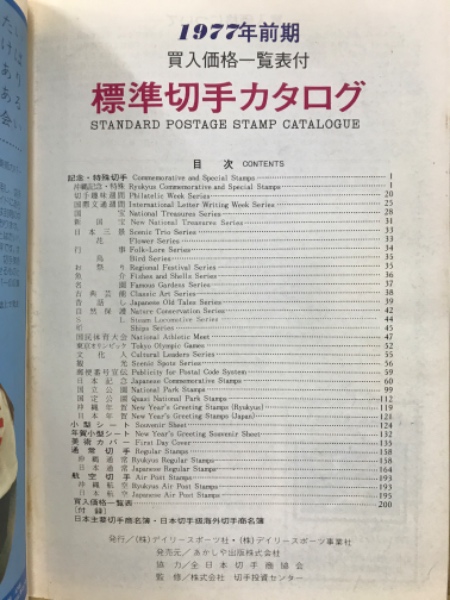 1977年前期
買入価格一覧表付
標準切手カタログ
STANDARD POSTAGE STAMP CATALOGUE
目 次 CONTENTS
記念・特殊切手 Commemorative and Special Stamps 1
沖縄記念・特殊 Ryukyus Commemorative and Special Stamps 1
切手趣味週間 Philatelic Week Series 20
国際文通週間 International Letter Writing Week Series 25
国宝 National Treasures Series 28
新国宝 New National Treasures Series 31
日本三景 Scenic Trio Series 33
花 Flower Series 33
行事 Folk-Lore Series 34
鳥 Bird Series 35
お祭り Regional Festival Series 35
魚介 Fishes and Shells Series 36
名園 Famous Gardens Series 37
古典芸能 Classic Art Series 38
昔話し Japanese Old Tales Series 39
自然保護 Nature Conservation Series 42
S L Steam Locomotive Series 44
船 Ships Series 45
国民体育大会 National Athletic Meet 47
東京オリンピック Tokyo Olympic Games 52
文化人 Cultural Leaders Series 55
観光 Scenic Spots Series 56
郵便番号宣伝 Publicity for Postal Code System 59
日本記念 Japanese Commemorative Stamps 60
国立公園 National Park Series 99
国定公園 Quasi National Park Series 112
沖縄年賀 New Year's Greeting Stamps (Ryukyu) 119
日本年賀 New Year's Greeting Stamps (Japan) 121
小型シート Souvenir Sheet 124
年賀小型シート New Year's Greeting Souvenir Sheet 132
美術カバー First Day Cover 135
通常切手 Regular Stamps 158
沖縄通常 Ryukyus Regular Stamps 158
日本通常 Japanese Regular Stamps 164
航空切手 Air Post Stamps 193
沖縄航空 Ryukyus Air Post Stamps 193
日本航空 Japanese Air Post Stamps 195
買入価格一覧表 200
[付録]
日本主要切手商名簿・日本切手級海外切手商名簿
発行/(株)デイリースポーツ社・(株)デイリースポーツ事業社
発売元/あかしや出版株式会社
協力/全日本切手商協会
監修/株式会社 切手投資センター